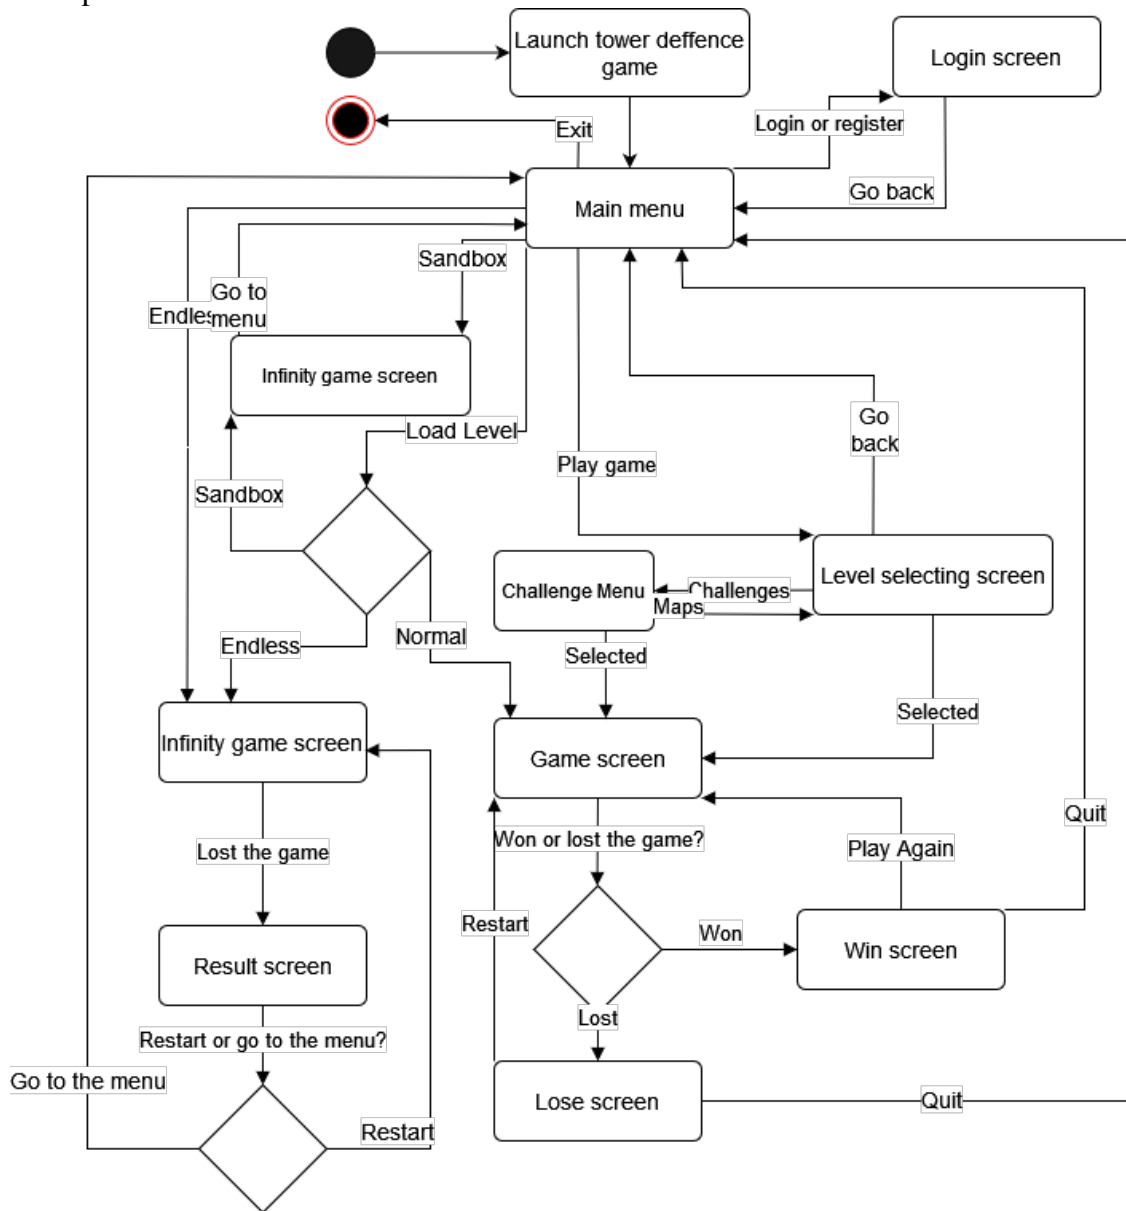 Launch tower deffence
game
Login screen
Exit
Login or register
Main menu
Go back
Sandbox
Go to
menu
Infinity game screen
Load Level
Go
back
Play game
Sandbox
Level selecting screen
Challenge Menu
Challenges
Maps
Endless
Normal
Selected
Selected
Infinity game screen
Game screen
Quit
Won or lost the game?
Play Again
Lost the game
Restart
Won
Win screen
Result screen
Lost
Restart or go to the menu?
Go to the menu
Lose screen
Quit
Restart